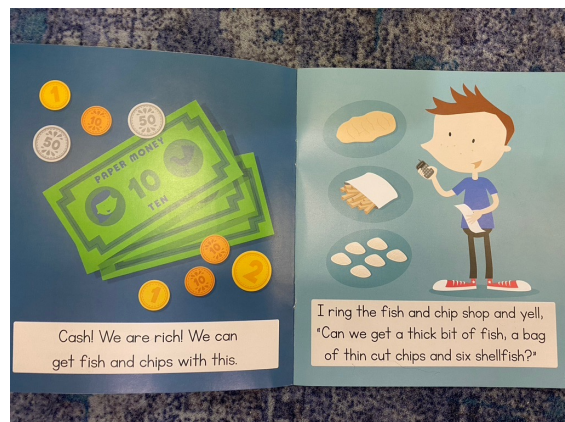 1
10
50
50
PAPER MONEY
10
TEN
10
10
1
2
Cash! We are rich! We can
get fish and chips with this.
I ring the fish and chip shop and yell,
"Can we get a thick bit of fish, a bag
of thin cut chips and six shellfish?"